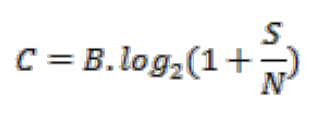 C = B.log₂(1 + S/N)